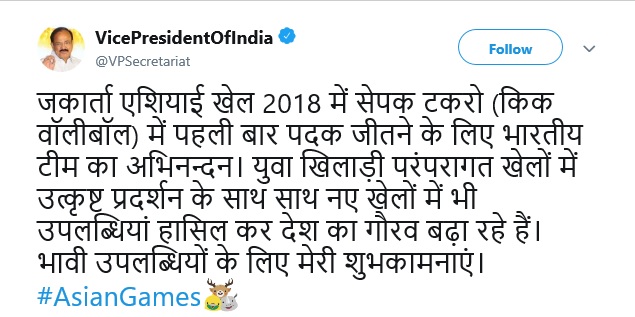 VicePresidentOfIndia
@VPSecretariat
Follow
जकार्ता एशियाई खेल 2018 में सेपक टकरो (किक
वॉलीबॉल) में पहली बार पदक जीतने के लिए भारतीय
टीम का अभिनन्दन। युवा खिलाड़ी परंपरागत खेलों में
उत्कृष्ट प्रदर्शन के साथ साथ नए खेलों में भी
उपलब्धियां हासिल कर देश का गौरव बढ़ा रहे हैं।
भावी उपलब्धियों के लिए मेरी शुभकामनाएं।
#AsianGames